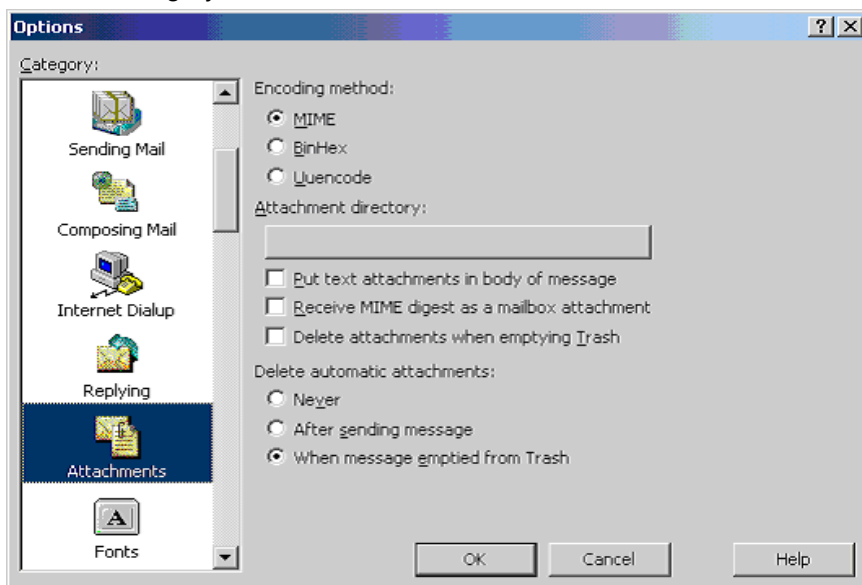 Options
Category:
Sending Mail
Composing Mail
Internet Dialup
Replying
Attachments
A
Fonts
Encoding method:
MIME
BinHex
Uuencode
Attachment directory:
Put text attachments in body of message
Receive MIME digest as a mailbox attachment
Delete attachments when emptying Trash
Delete automatic attachments:
Never
After sending message
When message emptied from Trash
OK Cancel Help